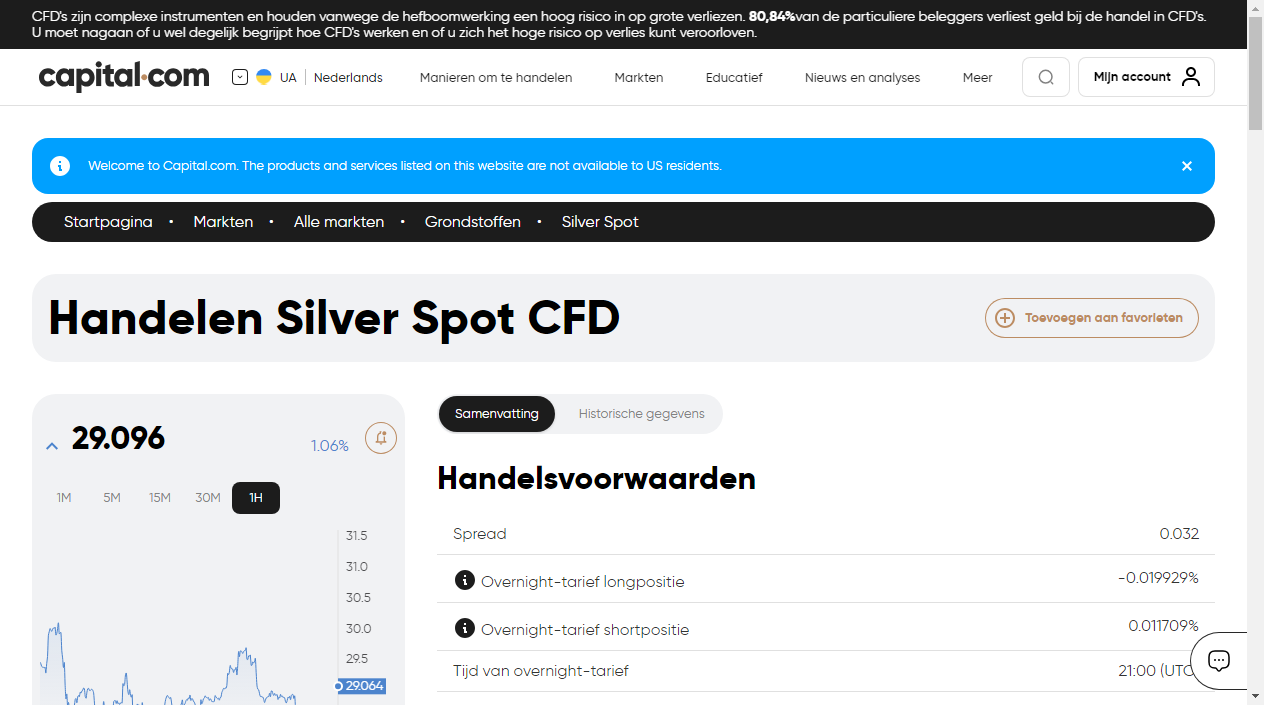 CFD's zijn complexe instrumenten en houden vanwege de hefboomwerking een hoog risico in op grote verliezen. 80,84%van de particuliere beleggers verliest geld bij de handel in CFD's.
U moet nagaan of u wel degelijk begrijpt hoe CFD's werken en of u zich het hoge risico op verlies kunt veroorloven.
capital.com UA Nederlands Manieren om te handelen Markten Educatief Nieuws en analyses Meer Mijn account
Welcome to Capital.com. The products and services listed on this website are not available to US residents.
Startpagina • Markten • Alle markten • Grondstoffen • Silver Spot
Handelen Silver Spot CFD
Toevoegen aan favorieten
29.096 1.06%
1M 5M 15M 30M 1H
31.5
31.0
30.5
30.0
29.5
29.064
Samenvatting Historische gegevens
Handelsvoorwaarden
Spread 0.032
Overnight-tarief longpositie -0.019929%
Overnight-tarief shortpositie 0.011709%
Tijd van overnight-tarief 21:00 (UTC